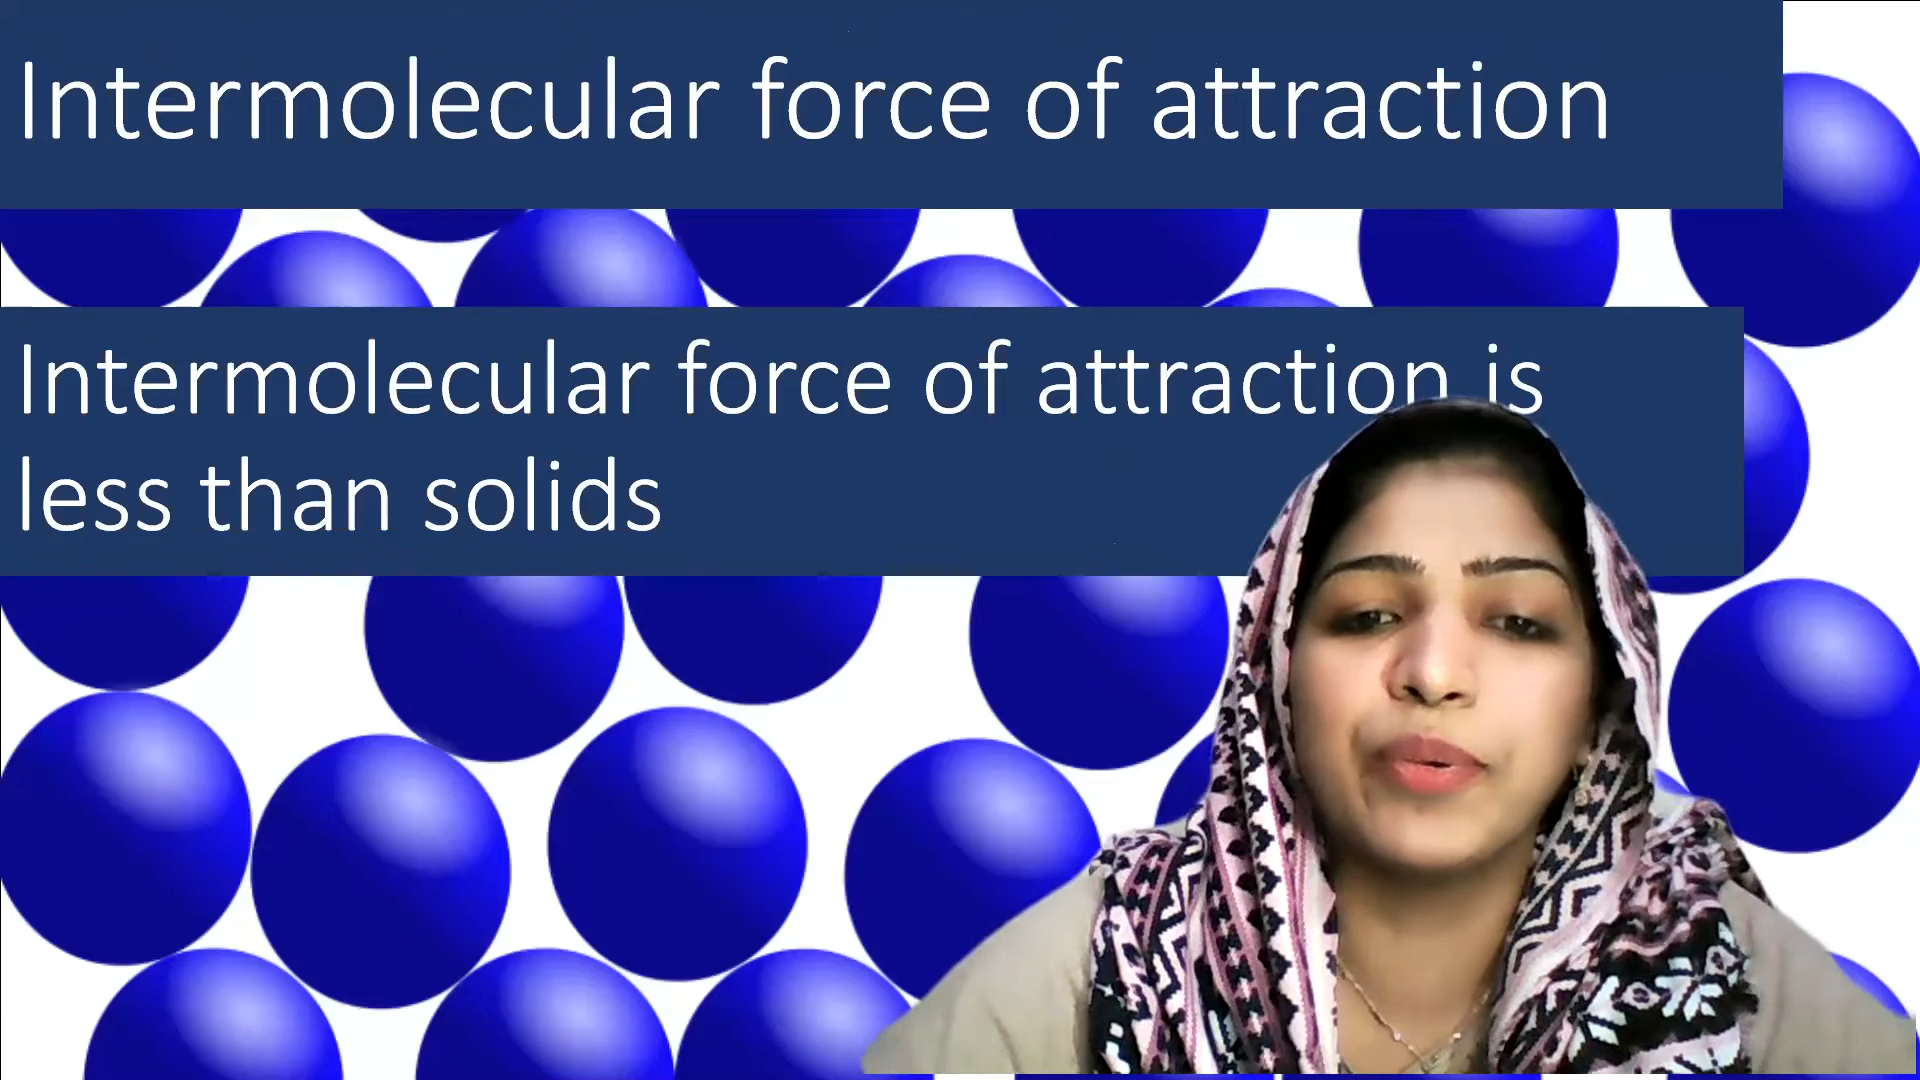 Intermolecular force of attraction
Intermolecular force of attraction is
less than solids